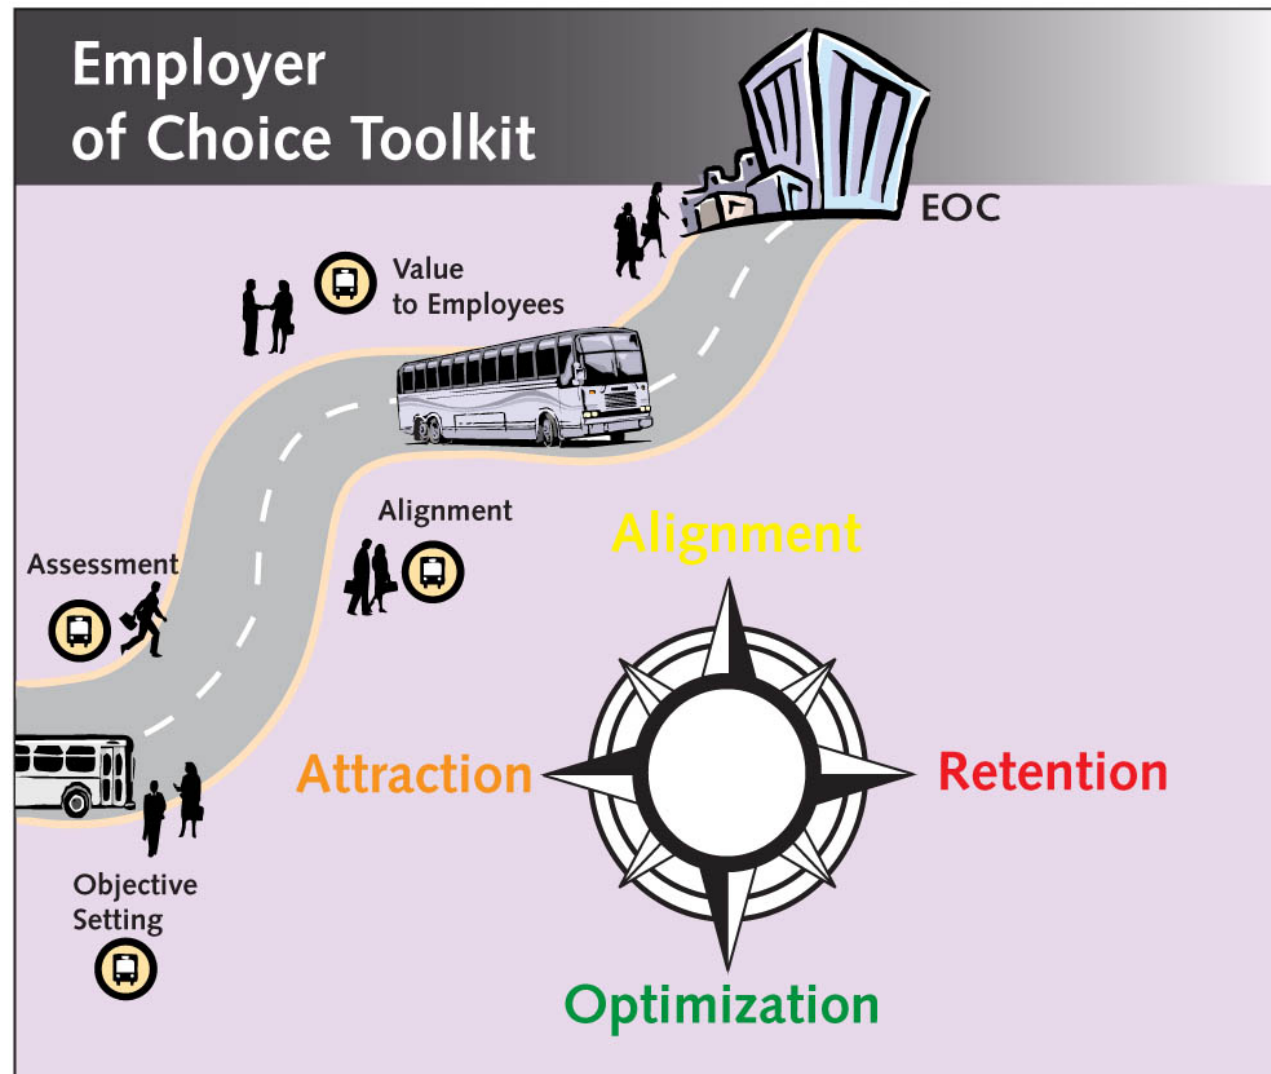 Employer
of Choice Toolkit
EOC
Value
to Employees
Alignment
Assessment
Objective
Setting
Alignment
Attraction
Retention
Optimization